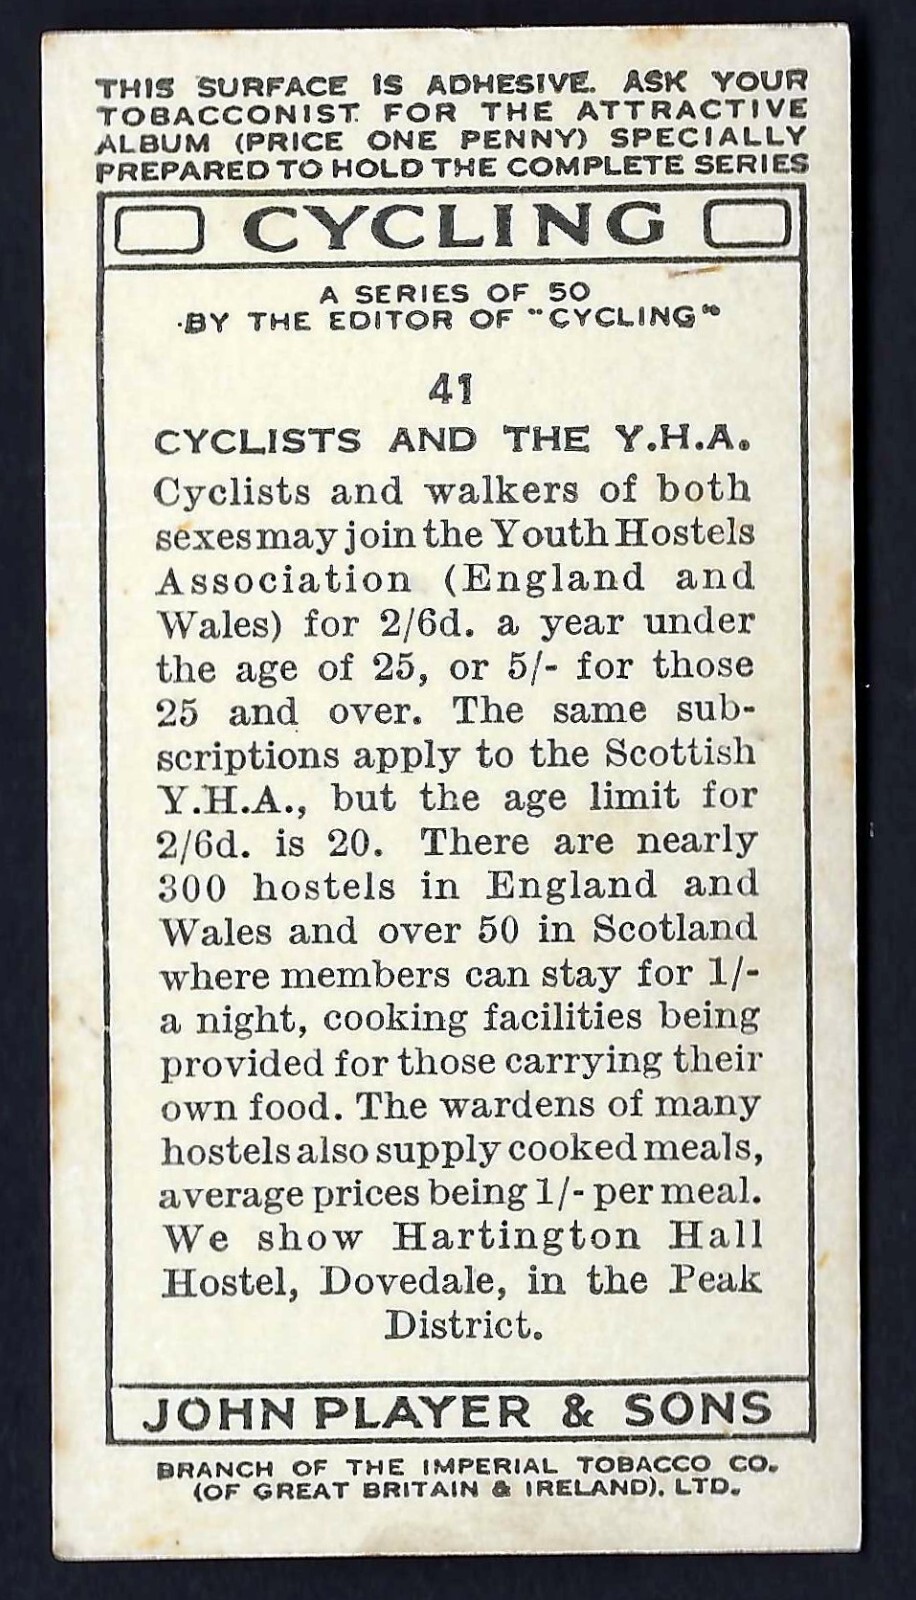 THIS SURFACE IS ADHESIVE. ASK YOUR
TOBACCONIST FOR THE ATTRACTIVE
ALBUM (PRICE ONE PENNY) SPECIALLY
PREPARED TO HOLD THE COMPLETE SERIES
CYCLING
A SERIES OF 50
BY THE EDITOR OF "CYCLING"
41
CYCLISTS AND THE Y.H.A.
Cyclists and walkers of both
sexes may join the Youth Hostels
Association (England and
Wales) for 2/6d. a year under
the age of 25, or 5/- for those
25 and over. The same sub-
scriptions apply to the Scottish
Y.H.A., but the age limit for
2/6d. is 20. There are nearly
300 hostels in England and
Wales and over 50 in Scotland
where members can stay for 1/-
a night, cooking facilities being
provided for those carrying their
own food. The wardens of many
hostels also supply cooked meals,
average prices being 1/- per meal.
We show Hartington Hall
Hostel, Dovedale, in the Peak
District.
JOHN PLAYER & SONS
BRANCH OF THE IMPERIAL TOBACCO CO.
(OF GREAT BRITAIN & IRELAND), LTD.